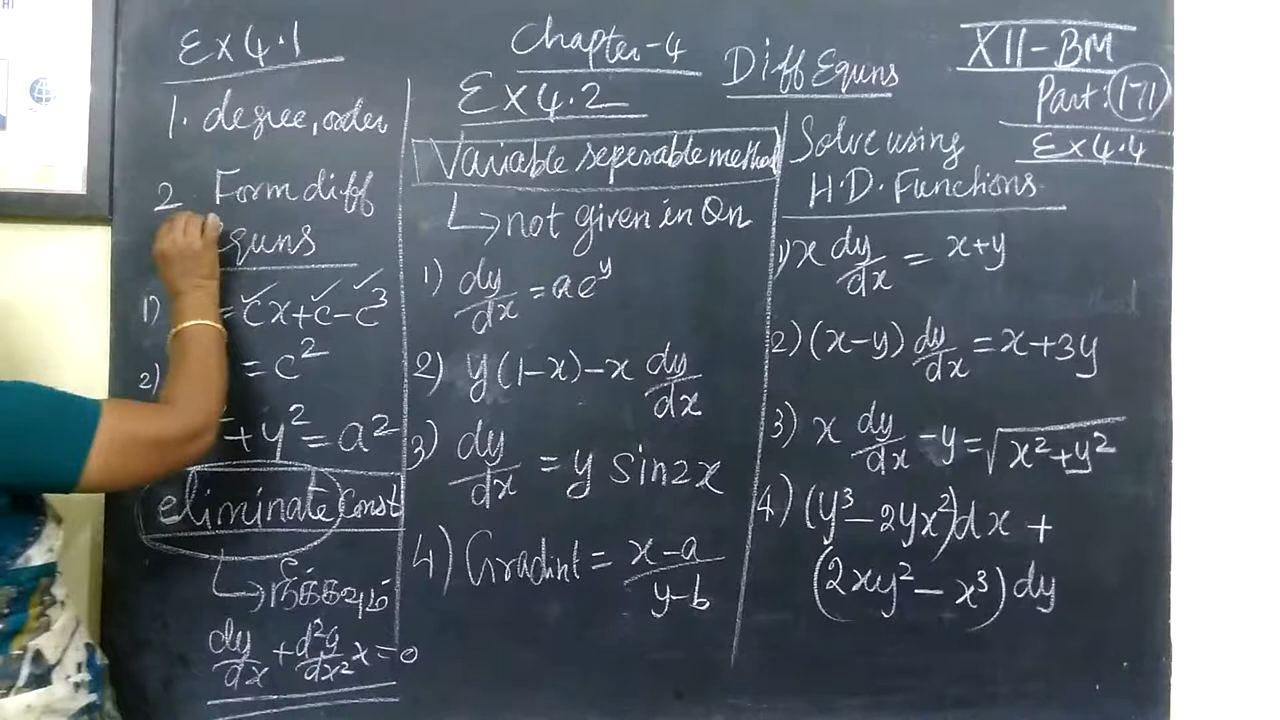 Chapter-4
Diff Equns
XII-BM
Part: 171
Ex 4.4
Ex 4.1
1. degree, order
2. Form diff
equns
1) = cx+c-c³
2) = c²
+y² = a²
eliminate Const
↳ நீக்கவும்
dy/dx + d²y/dx² x = 0
Ex 4.2
Variable seperable method
↳ not given in Qn
1) dy/dx = ae^y
2) y(1-x)-x dy/dx
3) dy/dx = y sin2x
4) Gradint = x-a/y-b
Solve using
H.D. Functions
1) x dy/dx = x+y
2) (x-y) dy/dx = x+3y
3) x dy/dx -y = √x²+y²
4) (y³-2yx²)dx +
(2xy²-x³)dy